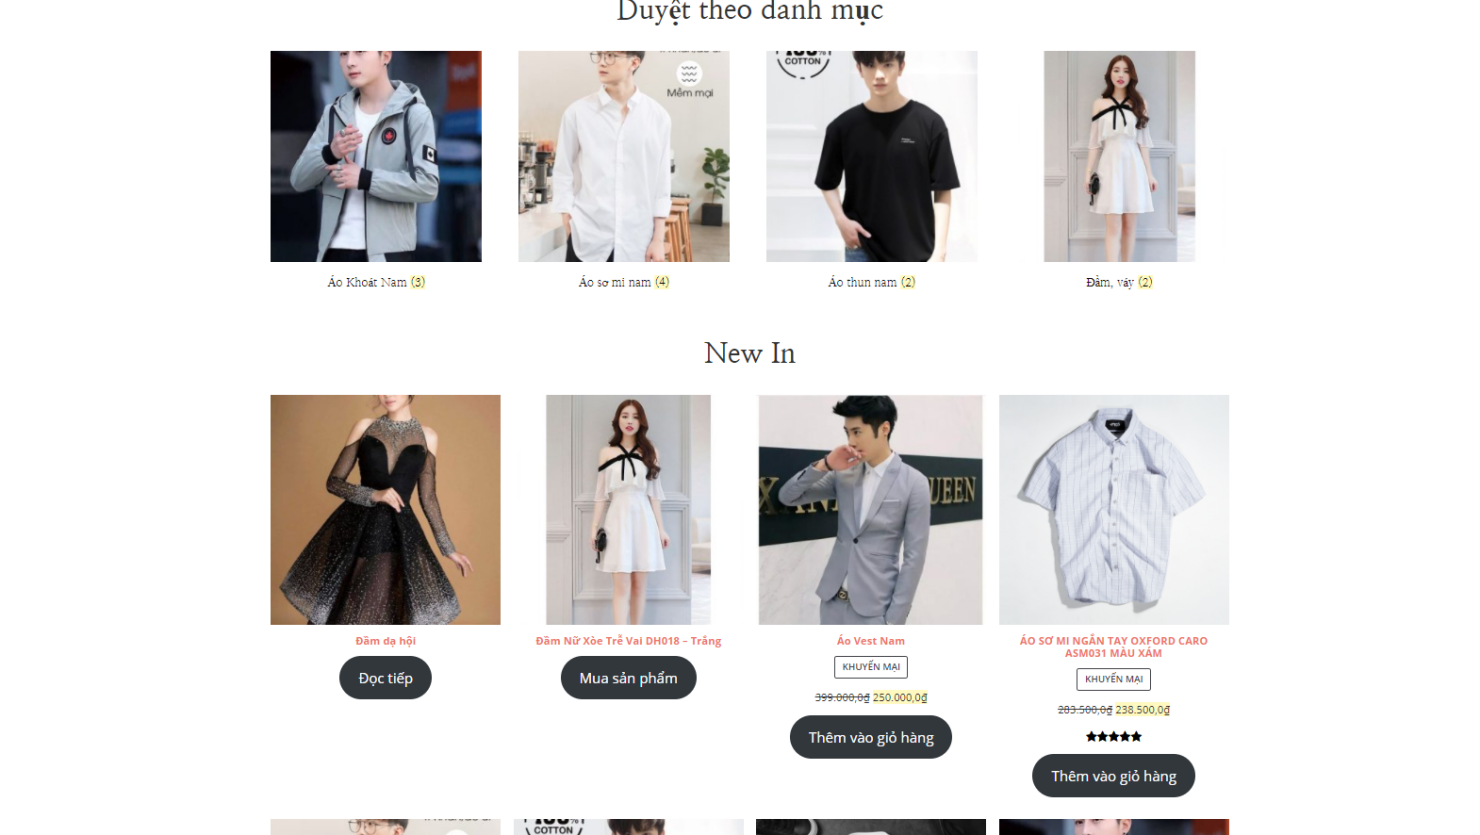 Duyệt theo danh mục
Mềm mại
100%
COTTON
Áo Khoát Nam (3)
Áo sơ mi nam (4)
Áo thun nam (2)
Đầm, váy (2)
New In
QUEEN
Đầm dạ hội
Đầm Nữ Xòe Trễ Vai DH018 – Trắng
Áo Vest Nam
ÁO SƠ MI NGẮN TAY OXFORD CARO
ASM031 MÀU XÁM
Đọc tiếp
Mua sản phẩm
KHUYẾN MẠI
KHUYẾN MẠI
399.000,0₫ 250.000,0₫
283.500,0₫ 238.500,0₫
Thêm vào giỏ hàng
Thêm vào giỏ hàng
100%
COTTON